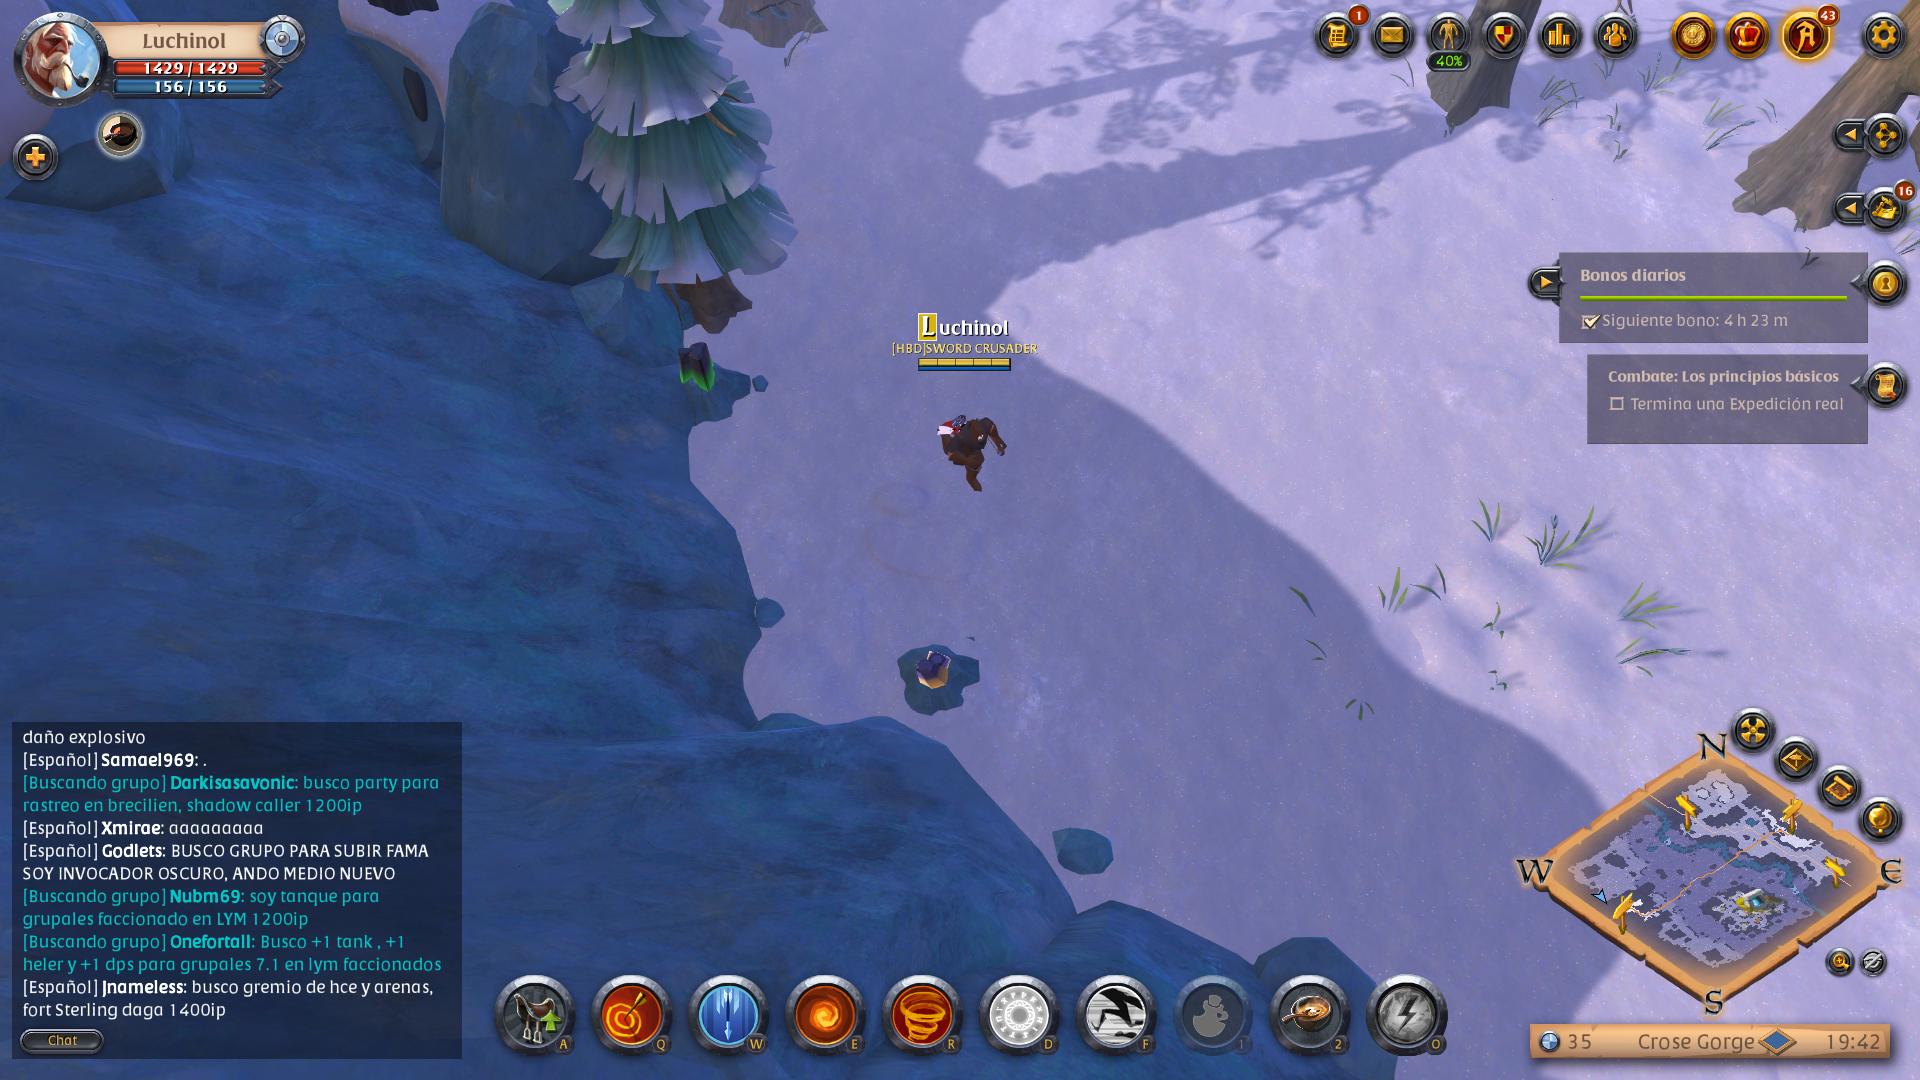 Luchinol
1429 / 1429
156 / 156
1
40%
43
16
Bonos diarios
Siguiente bono: 4 h 23 m
Combate: Los principios básicos
Termina una Expedición real
Luchinol
[HBD]SWORD CRUSADER
daño explosivo
[Español] Samael969: .
[Buscando grupo] Darkisasavonic: busco party para
rastreo en brecilien, shadow caller 1200ip
[Español] Xmirae: aaaaaaaaa
[Español] Godlets: BUSCO GRUPO PARA SUBIR FAMA
SOY INVOCADOR OSCURO, ANDO MEDIO NUEVO
[Buscando grupo] Nubm69: soy tanque para
grupales faccionado en LYM 1200ip
[Buscando grupo] Onefortall: Busco +1 tank , +1
heler y +1 dps para grupales 7.1 en lym faccionados
[Español] Jnameless: busco gremio de hce y arenas,
fort Sterling daga 1400ip
Chat
A
Q
W
E
R
D
F
1
2
O
N
W
E
S
35
Crose Gorge
19:42